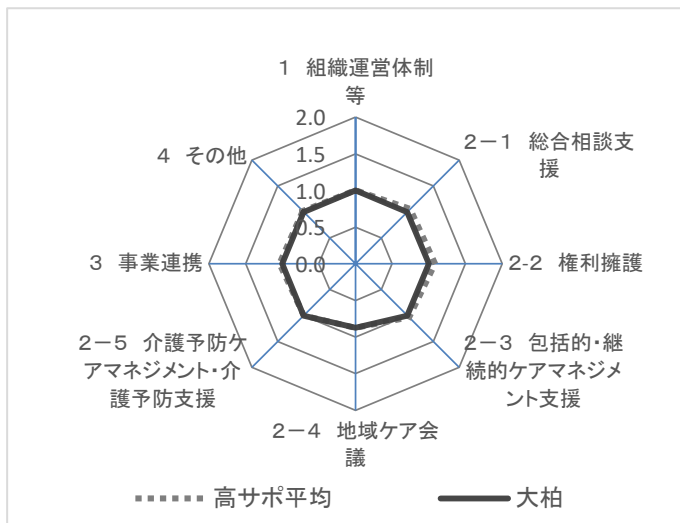 1 組織運営体制
等
2.0
1.5
1.0
0.5
0.0
2－1 総合相談支
援
2-2 権利擁護
2－3 包括的・継
続的ケアマネジメ
ント支援
2－4 地域ケア会
議
2－5 介護予防ケ
アマネジメント・介
護予防支援
3 事業連携
4 その他
高サポ平均
大柏